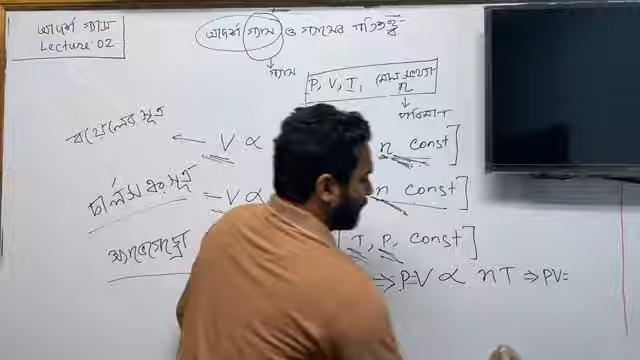 আদর্শ গ্যাস
Lecture: 02
আদর্শ গ্যাস ও গ্যাসের গতিতত্ত্ব
গ্যাস
P, V, T, মোল সংখ্যা
n
পরিমাণ
বয়েলের সূত্র ← V ∝ n const]
চার্লস এর সূত্র – V ∝ n const]
অ্যাভোগেড্রো [T, P, const]
⇒ PV ∝ nT ⇒ PV=